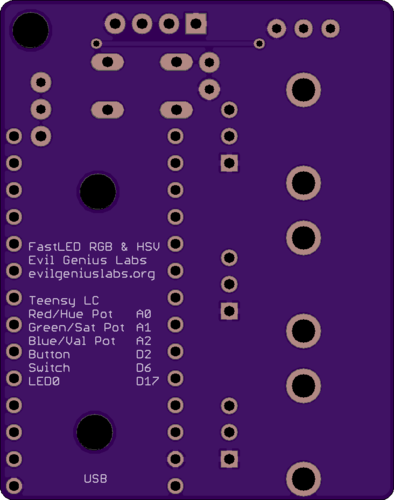 FastLED RGB & HSV
Evil Genius Labs
evilgeniuslabs.org
Teensy LC
Red/Hue Pot A0
Green/Sat Pot A1
Blue/Val Pot A2
Button D2
Switch D6
LED0 D17
USB